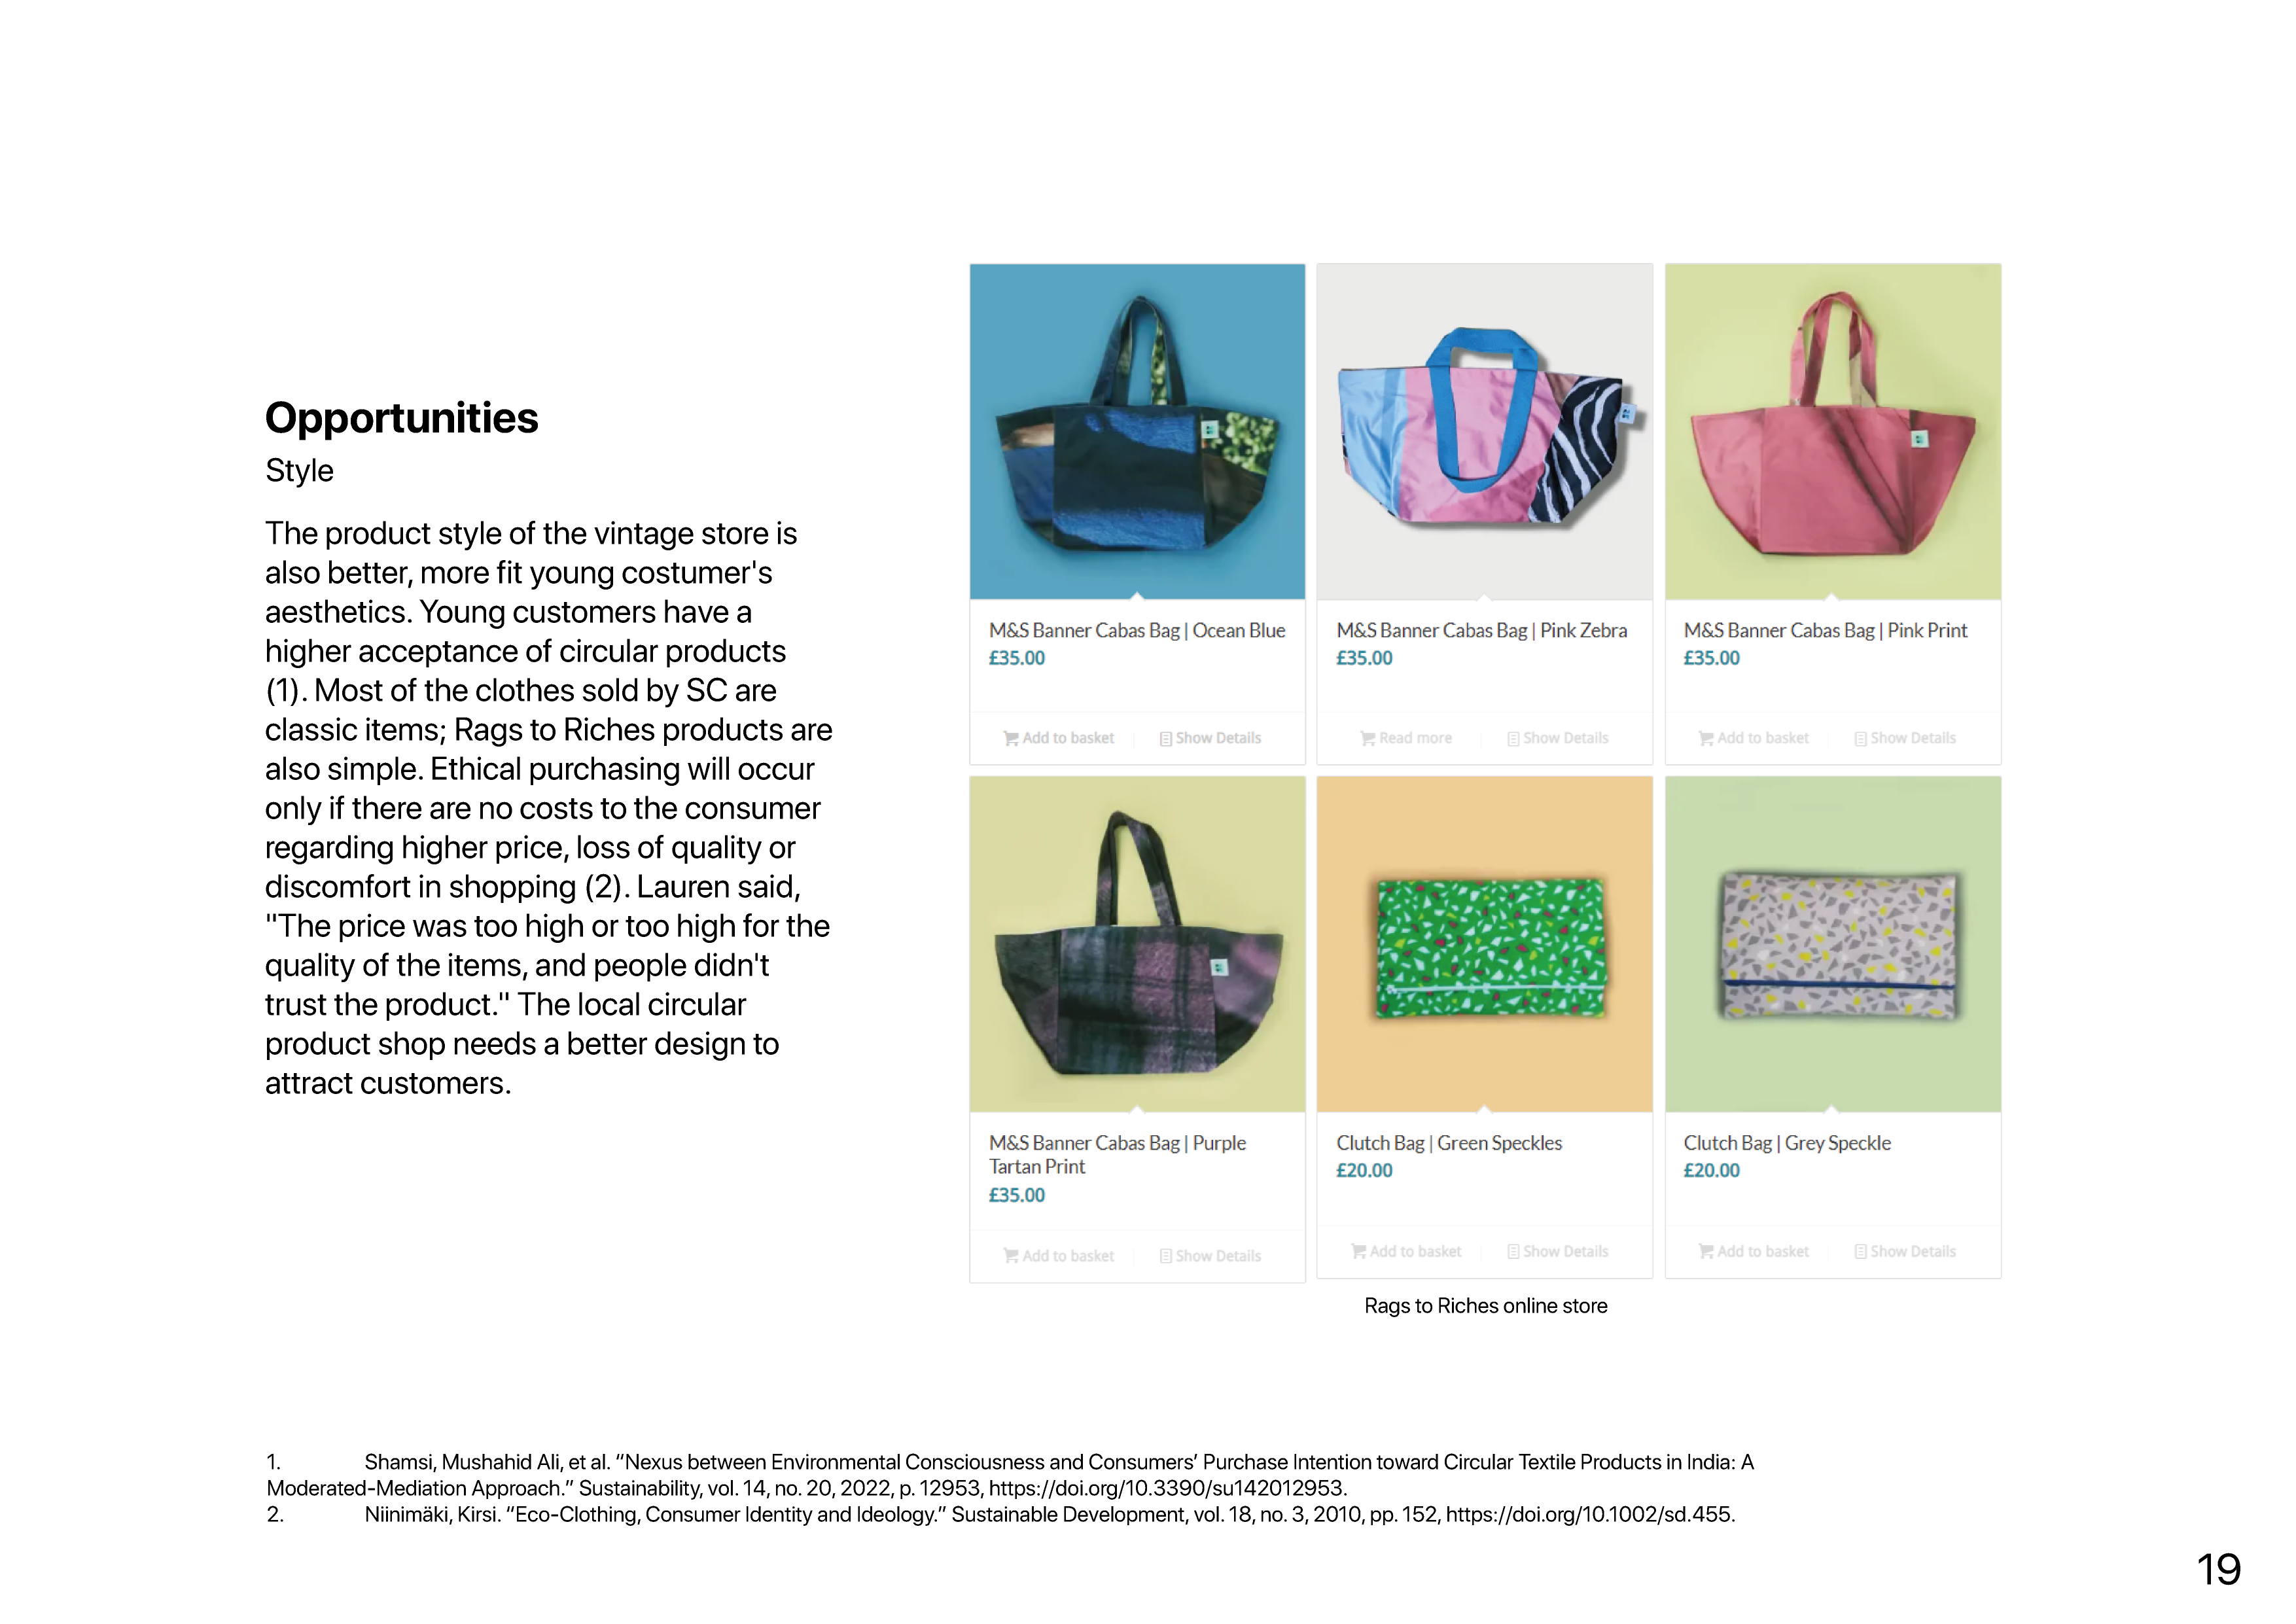 Opportunities
Style
The product style of the vintage store is
also better, more fit young costumer's
aesthetics. Young customers have a
higher acceptance of circular products
(1). Most of the clothes sold by SC are
classic items; Rags to Riches products are
also simple. Ethical purchasing will occur
only if there are no costs to the consumer
regarding higher price, loss of quality or
discomfort in shopping (2). Lauren said,
"The price was too high or too high for the
quality of the items, and people didn't
trust the product." The local circular
product shop needs a better design to
attract customers.
M&S Banner Cabas Bag | Ocean Blue
£35.00
Add to basket
Show Details
M&S Banner Cabas Bag | Pink Zebra
£35.00
Read more
Show Details
M&S Banner Cabas Bag | Pink Print
£35.00
Add to basket
Show Details
M&S Banner Cabas Bag | Purple
Tartan Print
£35.00
Add to basket
Show Details
Clutch Bag | Green Speckles
£20.00
Add to basket
Show Details
Clutch Bag | Grey Speckle
£20.00
Add to basket
Show Details
Rags to Riches online store
1. Shamsi, Mushahid Ali, et al. “Nexus between Environmental Consciousness and Consumers’ Purchase Intention toward Circular Textile Products in India: A
Moderated-Mediation Approach.” Sustainability, vol. 14, no. 20, 2022, p. 12953, https://doi.org/10.3390/su142012953.
2. Niinimäki, Kirsi. “Eco-Clothing, Consumer Identity and Ideology.” Sustainable Development, vol. 18, no. 3, 2010, pp. 152, https://doi.org/10.1002/sd.455.
19